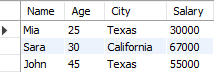 Name Age City Salary
Mia 25 Texas 30000
Sara 30 California 67000
John 45 Texas 55000